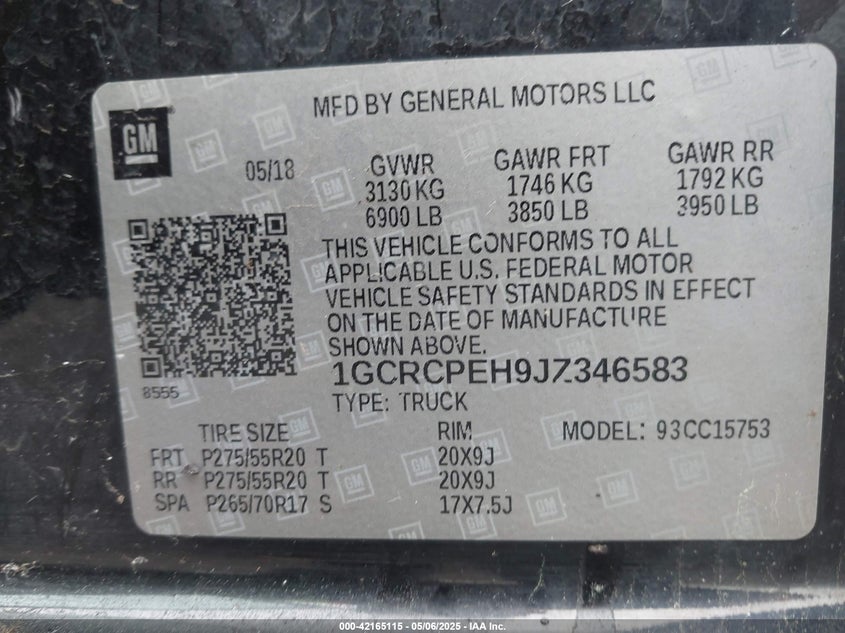 MFD BY GENERAL MOTORS LLC
GM
05/18
GVWR GAWR FRT GAWR RR
3130 KG 1746 KG 1792 KG
6900 LB 3850 LB 3950 LB
THIS VEHICLE CONFORMS TO ALL
APPLICABLE U.S. FEDERAL MOTOR
VEHICLE SAFETY STANDARDS IN EFFECT
ON THE DATE OF MANUFACTURE
SHOWN ABOVE.
8555
1GCRCPEH9JZ346583
TYPE: TRUCK
TIRE SIZE RIM MODEL: 93CC15753
FRT P275/55R20 T 20X9J
RR P275/55R20 T 20X9J
SPA P265/70R17 S 17X7.5J
000-42165115 - 05/06/2025 - IAA Inc.